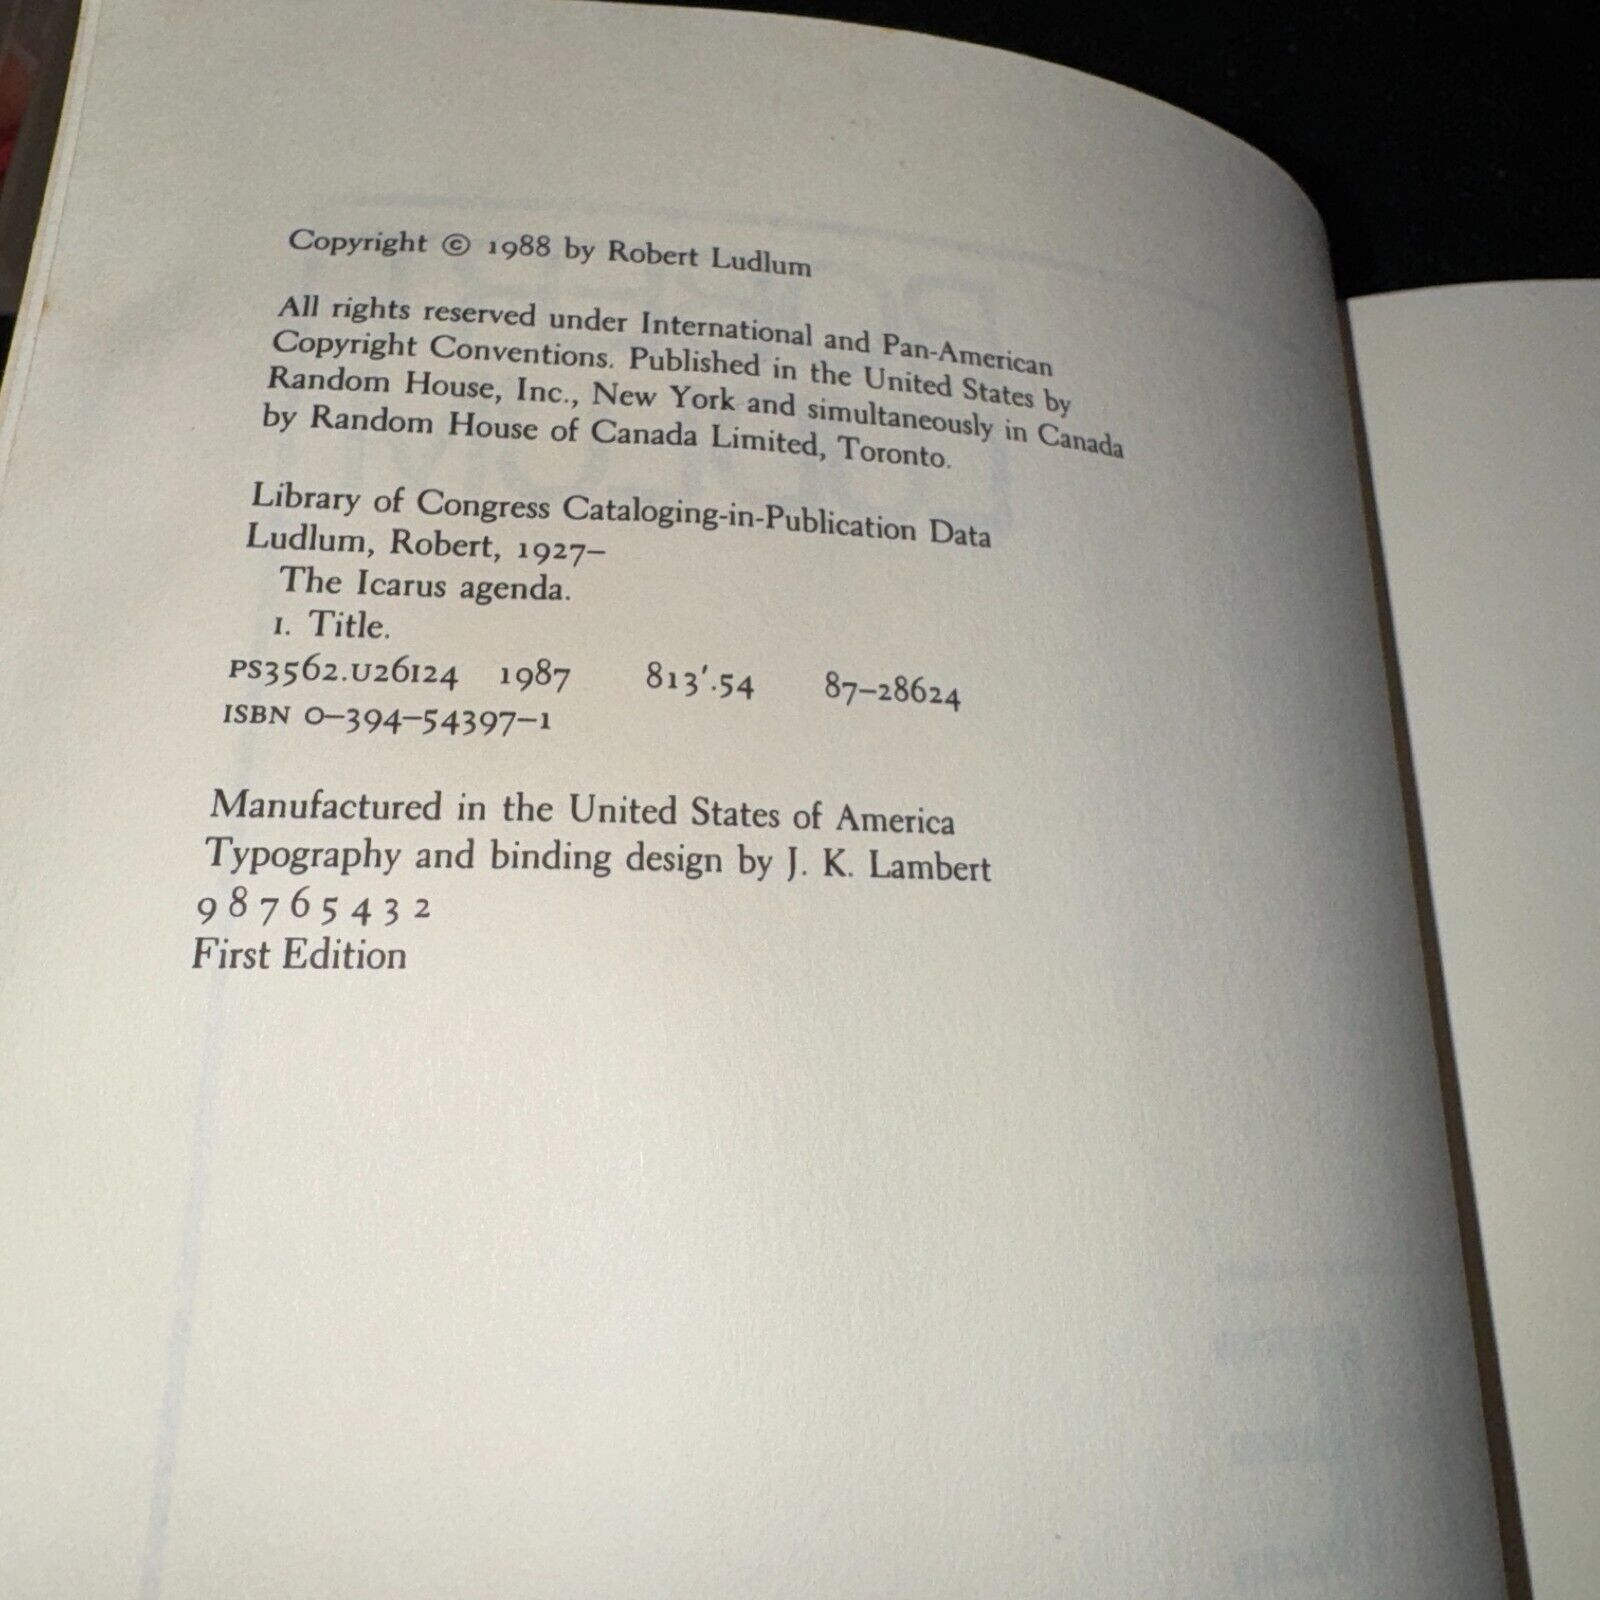 Copyright © 1988 by Robert Ludlum
All rights reserved under International and Pan-American
Copyright Conventions. Published in the United States by
Random House, Inc., New York and simultaneously in Canada
by Random House of Canada Limited, Toronto.
Library of Congress Cataloging-in-Publication Data
Ludlum, Robert, 1927–
The Icarus agenda.
I. Title.
PS3562.U26I24 1987 813'.54 87–28624
ISBN 0–394–54397–1
Manufactured in the United States of America
Typography and binding design by J. K. Lambert
9 8 7 6 5 4 3 2
First Edition